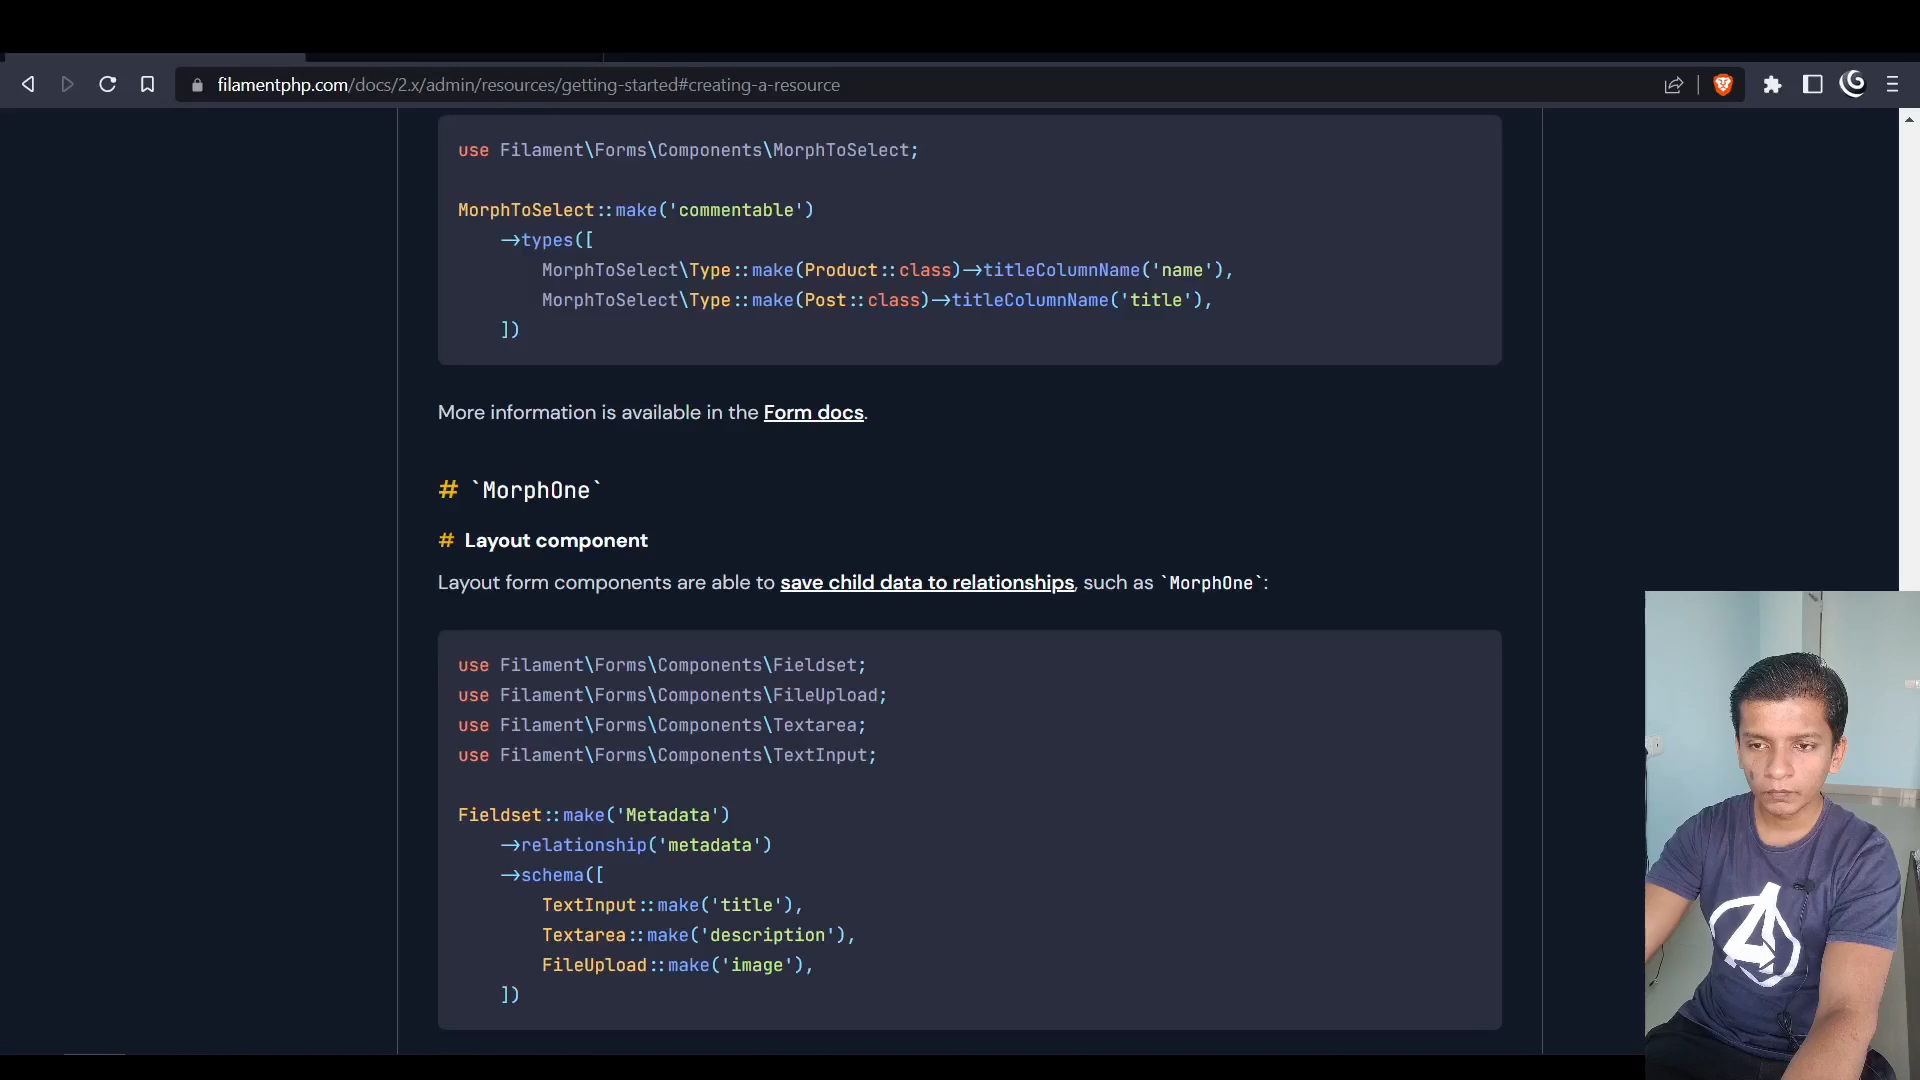 filamentphp.com/docs/2.x/admin/resources/getting-started#creating-a-resource
use Filament\Forms\Components\MorphToSelect;
MorphToSelect::make('commentable')
->types([
MorphToSelect\Type::make(Product::class)->titleColumnName('name'),
MorphToSelect\Type::make(Post::class)->titleColumnName('title'),
])
More information is available in the Form docs.
# `MorphOne`
# Layout component
Layout form components are able to save child data to relationships, such as `MorphOne`:
use Filament\Forms\Components\Fieldset;
use Filament\Forms\Components\FileUpload;
use Filament\Forms\Components\Textarea;
use Filament\Forms\Components\TextInput;
Fieldset::make('Metadata')
->relationship('metadata')
->schema([
TextInput::make('title'),
Textarea::make('description'),
FileUpload::make('image'),
])